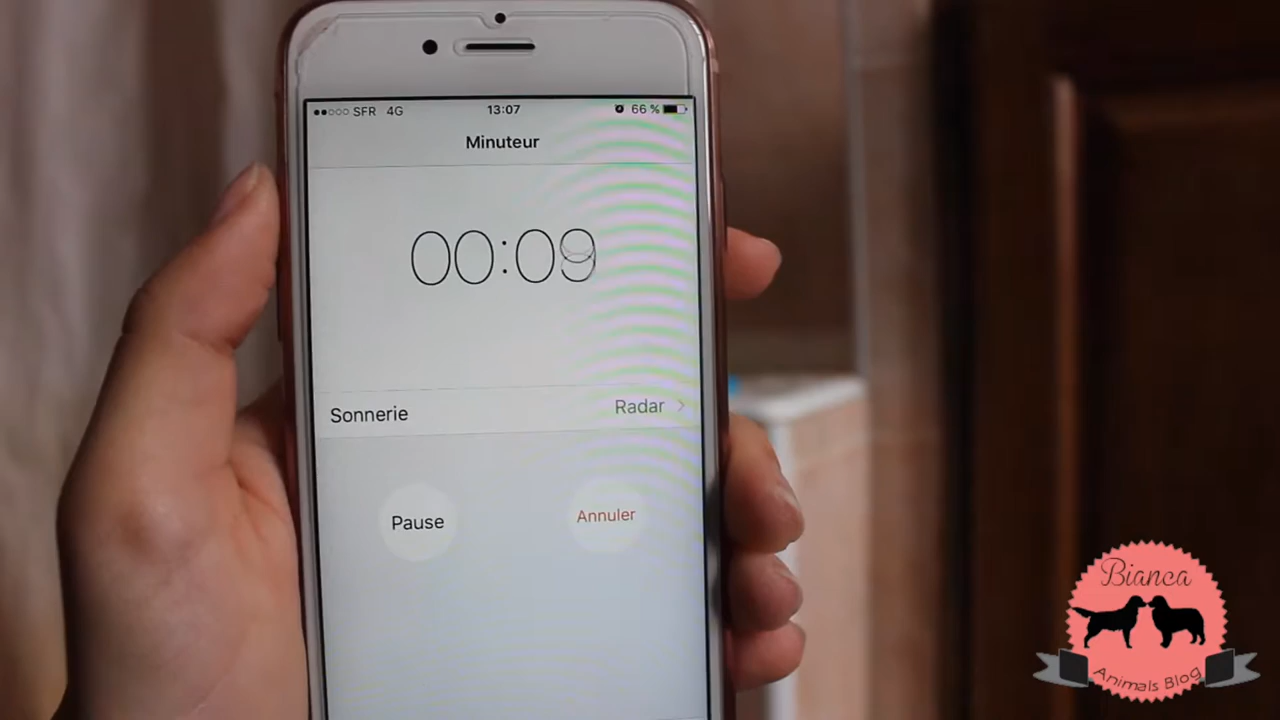 SFR 4G 13:07 66 %
Minuteur
00:09
Sonnerie Radar
Pause Annuler
Bianca
Animals Blog